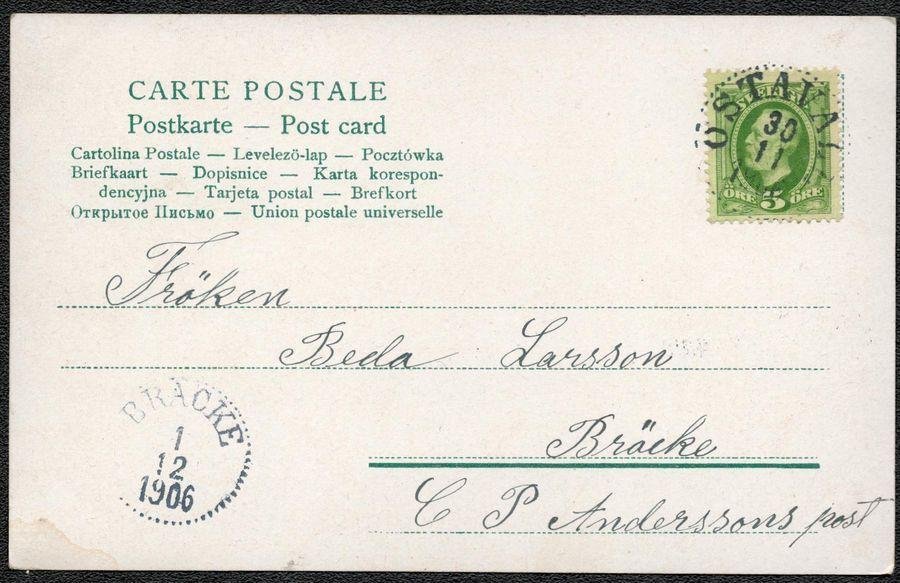 CARTE POSTALE
Postkarte — Post card
Cartolina Postale — Levelezö-lap — Pocztówka
Briefkaart — Dopisnice — Karta korespon-
dencyjna — Tarjeta postal — Brefkort
Открытое Письмо — Union postale universelle
ÖSTAVALL
30
11
SVERIGE
ÖRE 5 ÖRE
Fröken
Beda Larsson
Bräcke
C P Anderssons post
BRÄCKE
1
12
1906